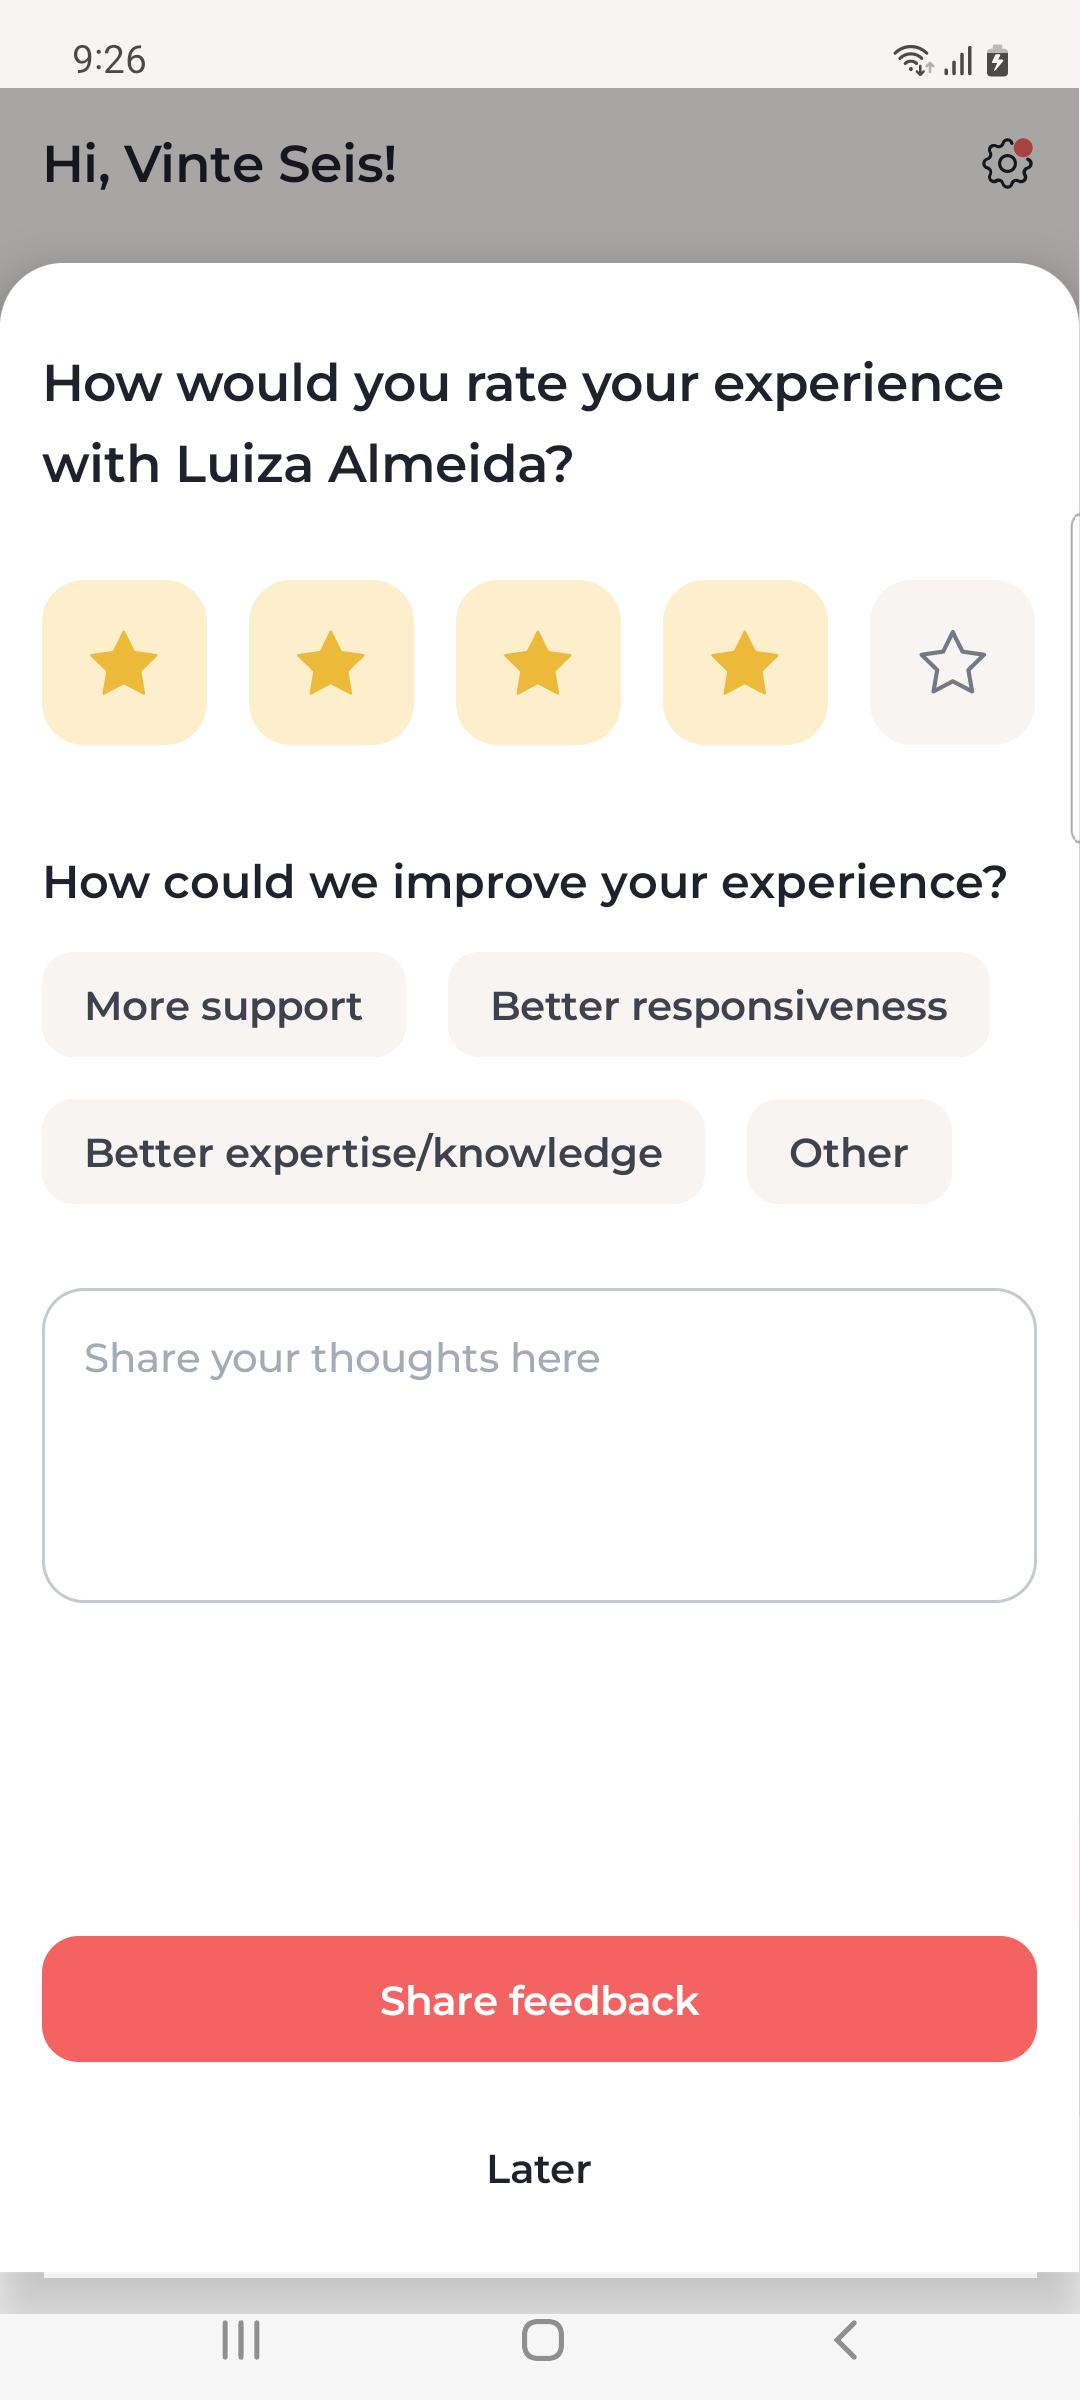 9:26
Hi, Vinte Seis!
How would you rate your experience
with Luiza Almeida?
How could we improve your experience?
More support
Better responsiveness
Better expertise/knowledge
Other
Share your thoughts here
Share feedback
Later